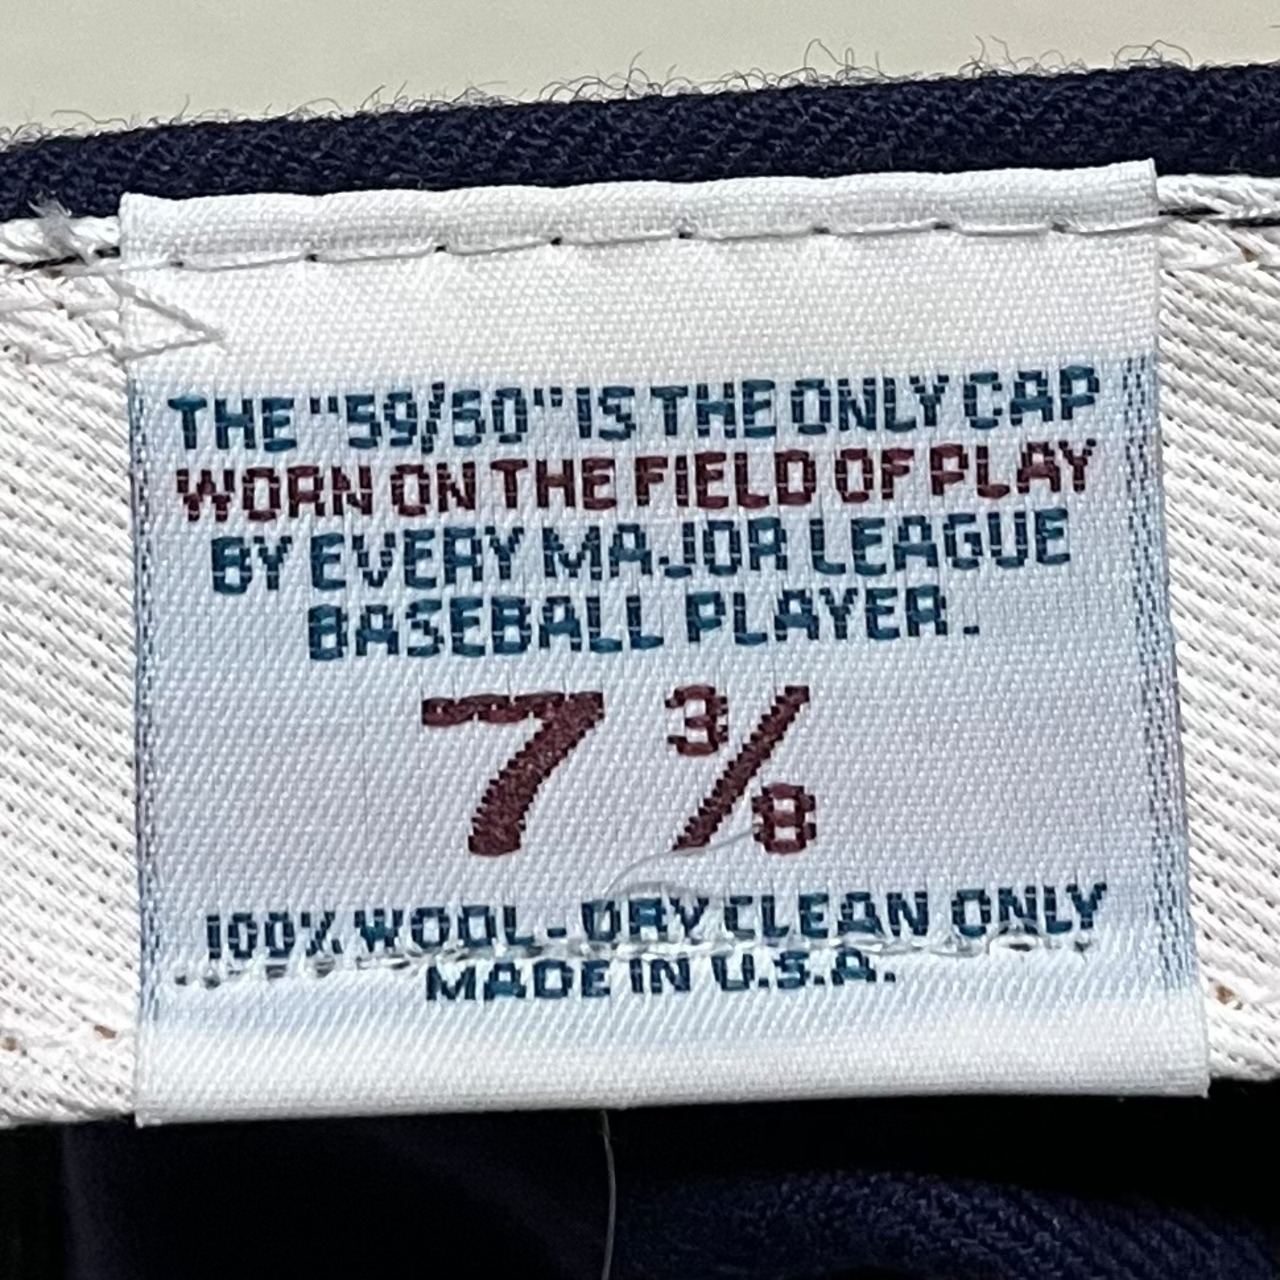 THE "59/50" IS THE ONLY CAP
WORN ON THE FIELD OF PLAY
BY EVERY MAJOR LEAGUE
BASEBALL PLAYER.
7 3/8
100% WOOL - DRY CLEAN ONLY
MADE IN U.S.A.